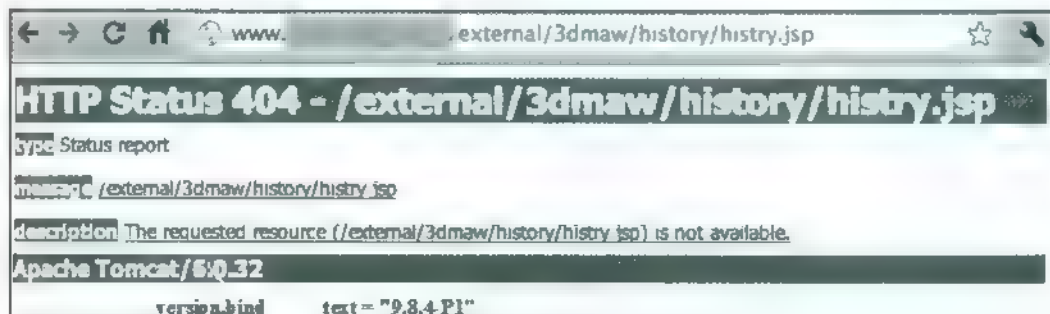 www. .external/3dmaw/history/histry.jsp
HTTP Status 404 - /external/3dmaw/history/histry.jsp
type Status report
message /external/3dmaw/history/histry jsp
description The requested resource (/external/3dmaw/history/histry jsp) is not available.
Apache Tomcat/6.0.32
version.bind text = "9.8.4-P1"